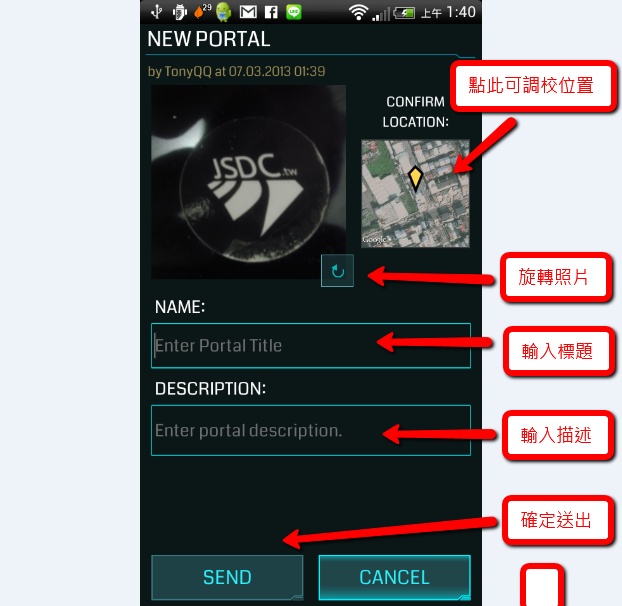 29
上午 1:40
NEW PORTAL
by TonyQQ at 07.03.2013 01:39
JSDC.tw
CONFIRM
LOCATION:
點此可調校位置
Google
旋轉照片
NAME:
Enter Portal Title
輸入標題
DESCRIPTION:
Enter portal description.
輸入描述
確定送出
SEND
CANCEL